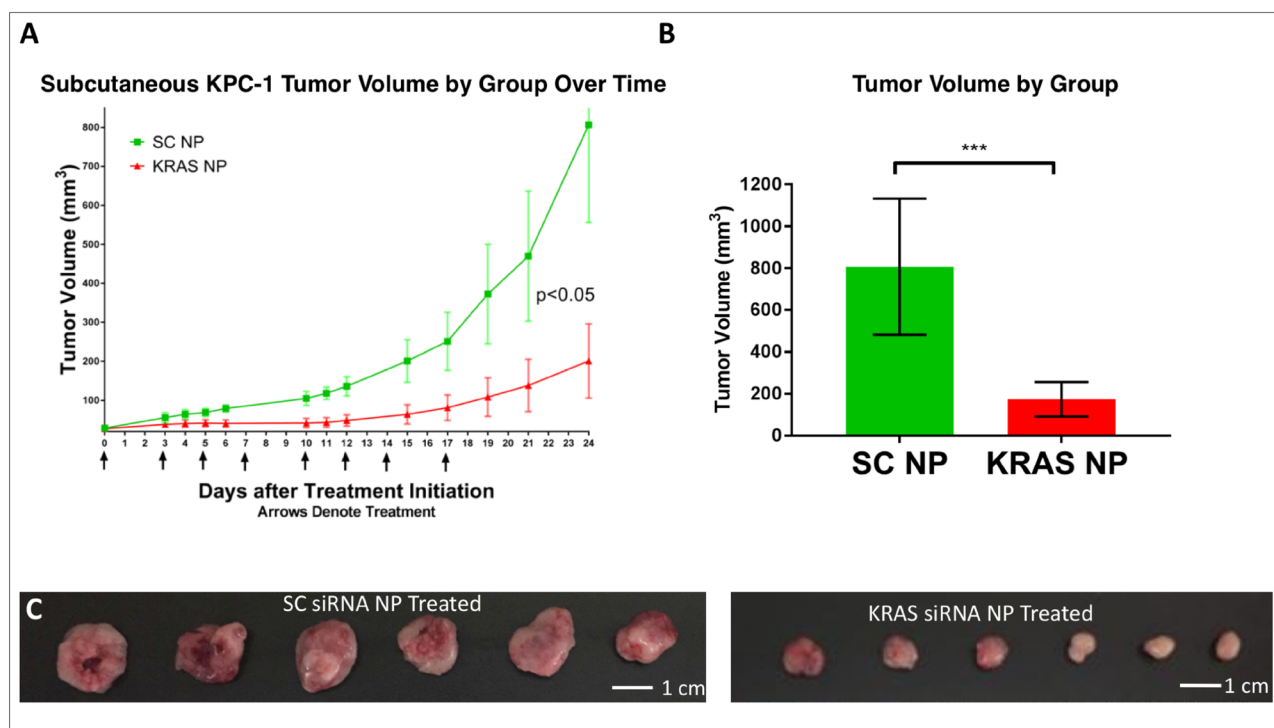 A
Subcutaneous KPC-1 Tumor Volume by Group Over Time
SC NP
KRAS NP
Tumor Volume (mm3)
800
700
600
500
400
300
200
100
p<0.05
0 1 2 3 4 5 6 7 8 9 10 11 12 13 14 15 16 17 18 19 20 21 22 23 24
Days after Treatment Initiation
Arrows Denote Treatment
B
Tumor Volume by Group
***
Tumor Volume (mm3)
1200
1000
800
600
400
200
0
SC NP KRAS NP
C
SC siRNA NP Treated
1 cm
KRAS siRNA NP Treated
1 cm